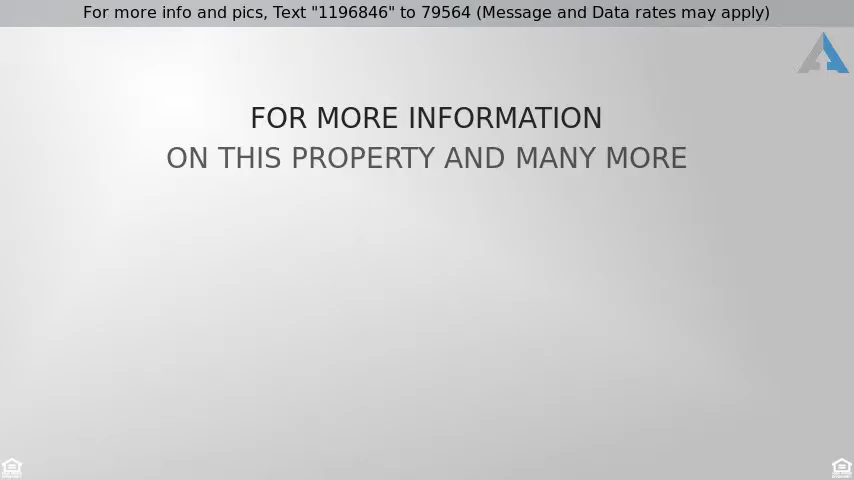 For more info and pics, Text "1196846" to 79564 (Message and Data rates may apply)
FOR MORE INFORMATION
ON THIS PROPERTY AND MANY MORE